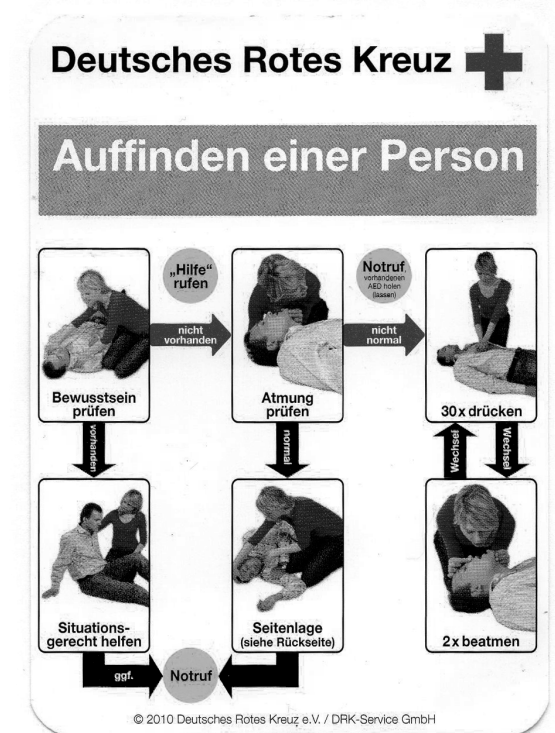 Deutsches Rotes Kreuz
Auffinden einer Person
„Hilfe“
rufen
Notruf,
vorhandenen
AED holen
(lassen)
nicht
vorhanden
nicht
normal
Bewusstsein
prüfen
Atmung
prüfen
30 x drücken
vorhanden
normal
Wechsel
Wechsel
Situations-
gerecht helfen
Seitenlage
(siehe Rückseite)
2 x beatmen
ggf.
Notruf
© 2010 Deutsches Rotes Kreuz e.V. / DRK-Service GmbH